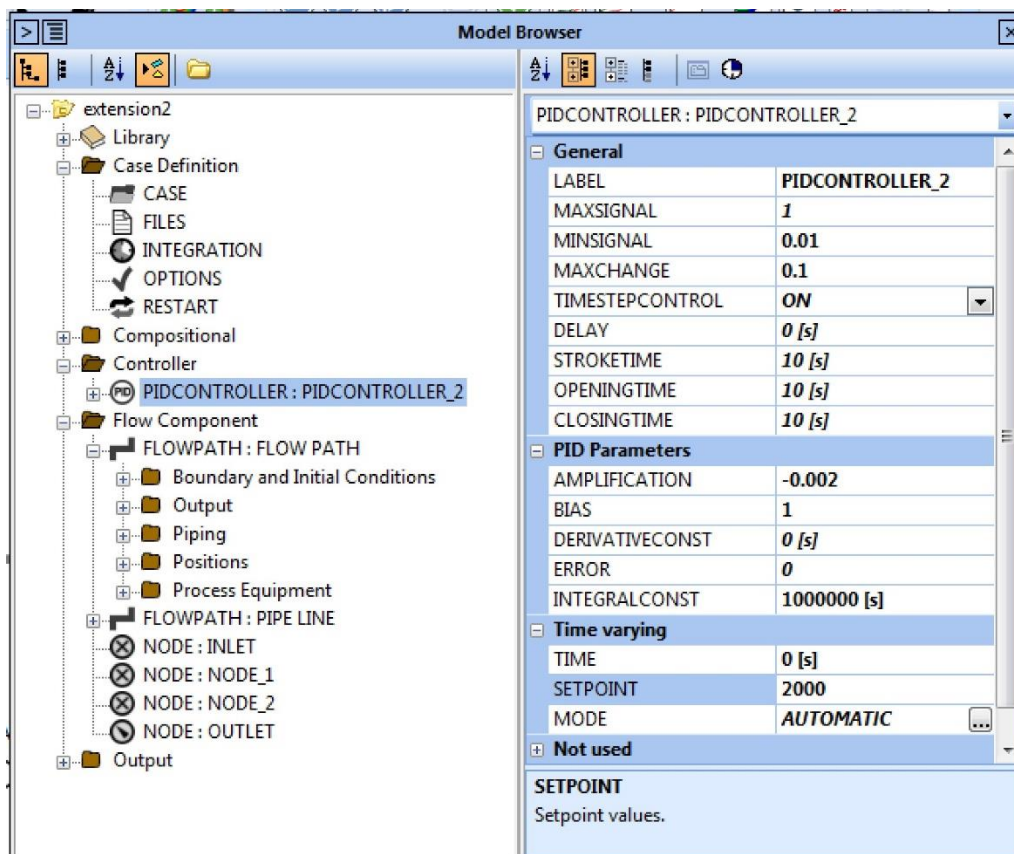 Model Browser
extension2
Library
Case Definition
CASE
FILES
INTEGRATION
OPTIONS
RESTART
Compositional
Controller
PIDCONTROLLER : PIDCONTROLLER_2
Flow Component
FLOWPATH : FLOW PATH
Boundary and Initial Conditions
Output
Piping
Positions
Process Equipment
FLOWPATH : PIPE LINE
NODE : INLET
NODE : NODE_1
NODE : NODE_2
NODE : OUTLET
Output
PIDCONTROLLER : PIDCONTROLLER_2
General
LABEL PIDCONTROLLER_2
MAXSIGNAL 1
MINSIGNAL 0.01
MAXCHANGE 0.1
TIMESTEPCONTROL ON
DELAY 0 [s]
STROKETIME 10 [s]
OPENINGTIME 10 [s]
CLOSINGTIME 10 [s]
PID Parameters
AMPLIFICATION -0.002
BIAS 1
DERIVATIVECONST 0 [s]
ERROR 0
INTEGRALCONST 1000000 [s]
Time varying
TIME 0 [s]
SETPOINT 2000
MODE AUTOMATIC ...
Not used
SETPOINT
Setpoint values.